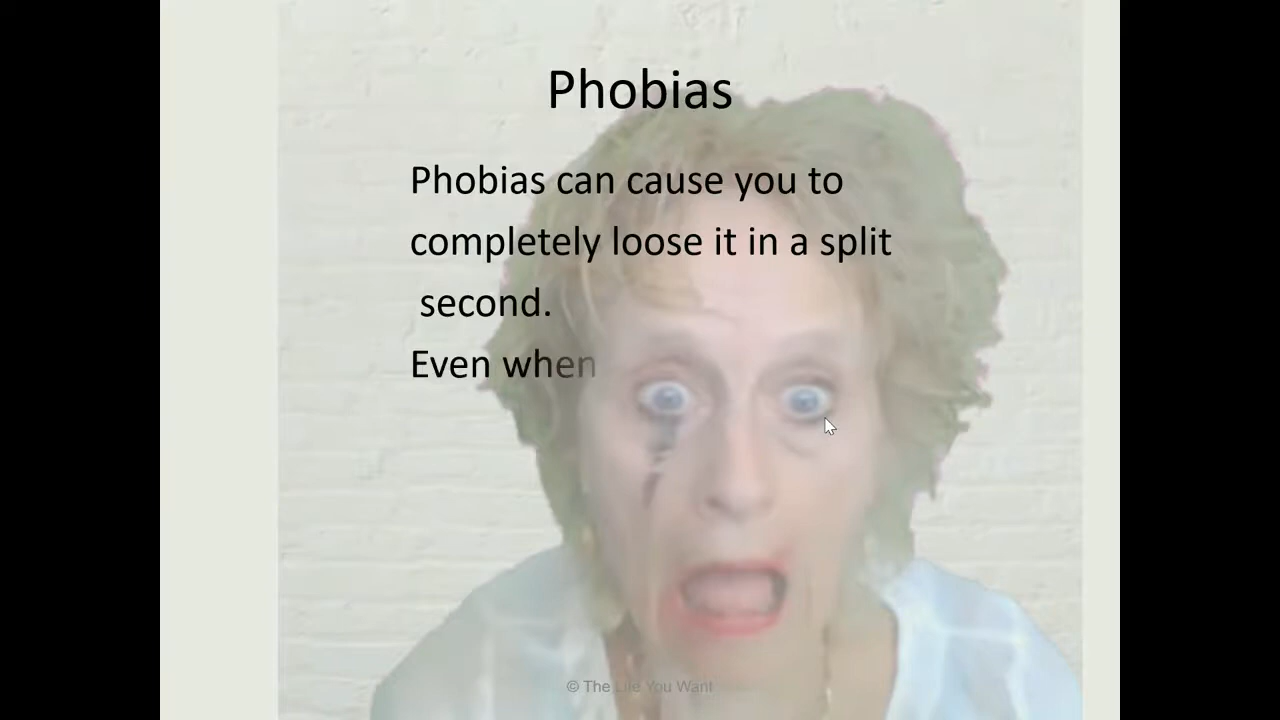 Phobias
Phobias can cause you to
completely loose it in a split
second.
Even when
© The Life You Want